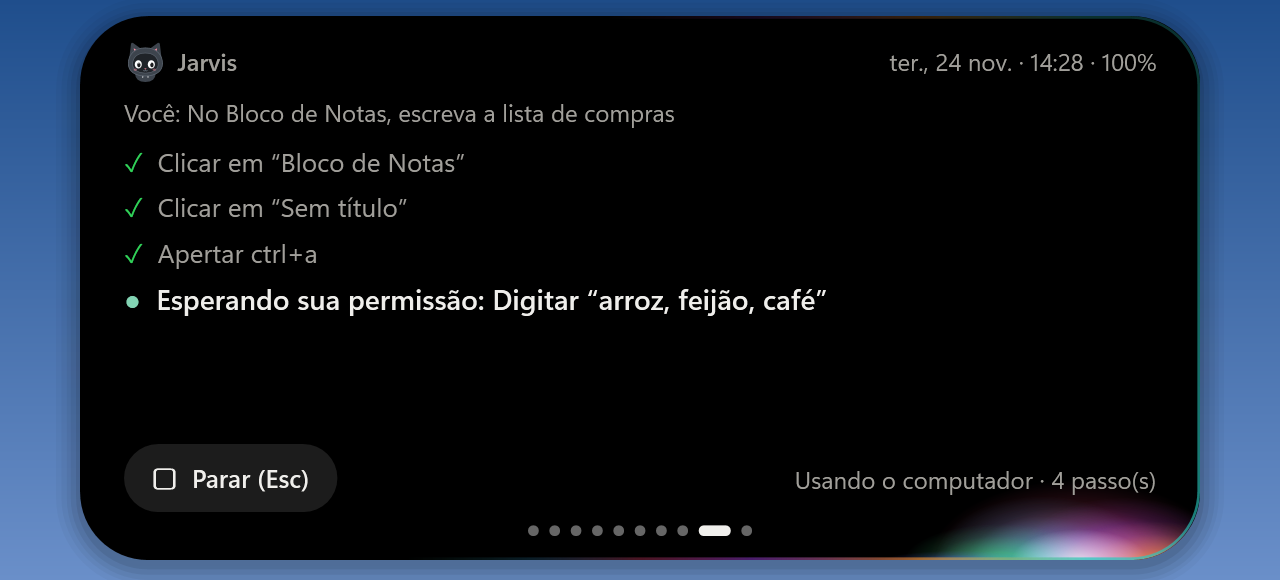 Jarvis
ter., 24 nov. · 14:28 · 100%
Você: No Bloco de Notas, escreva a lista de compras
✓ Clicar em “Bloco de Notas”
✓ Clicar em “Sem título”
✓ Apertar ctrl+a
● Esperando sua permissão: Digitar “arroz, feijão, café”
Parar (Esc)
Usando o computador · 4 passo(s)